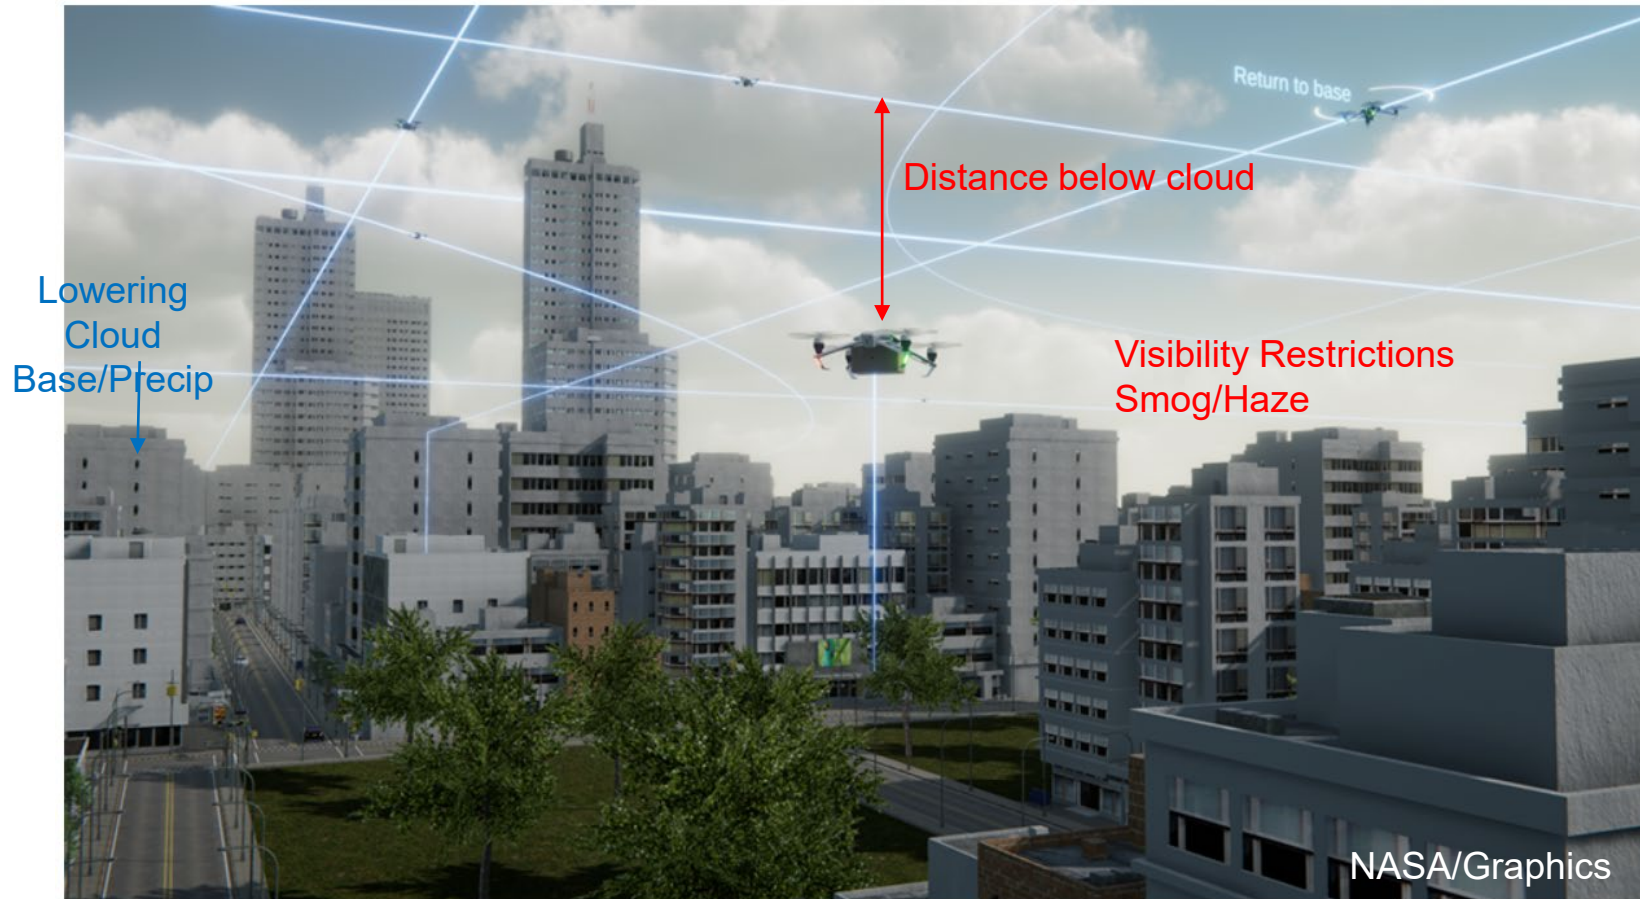 Return to base
Distance below cloud
Lowering
Cloud
Base/Precip
Visibility Restrictions
Smog/Haze
NASA/Graphics